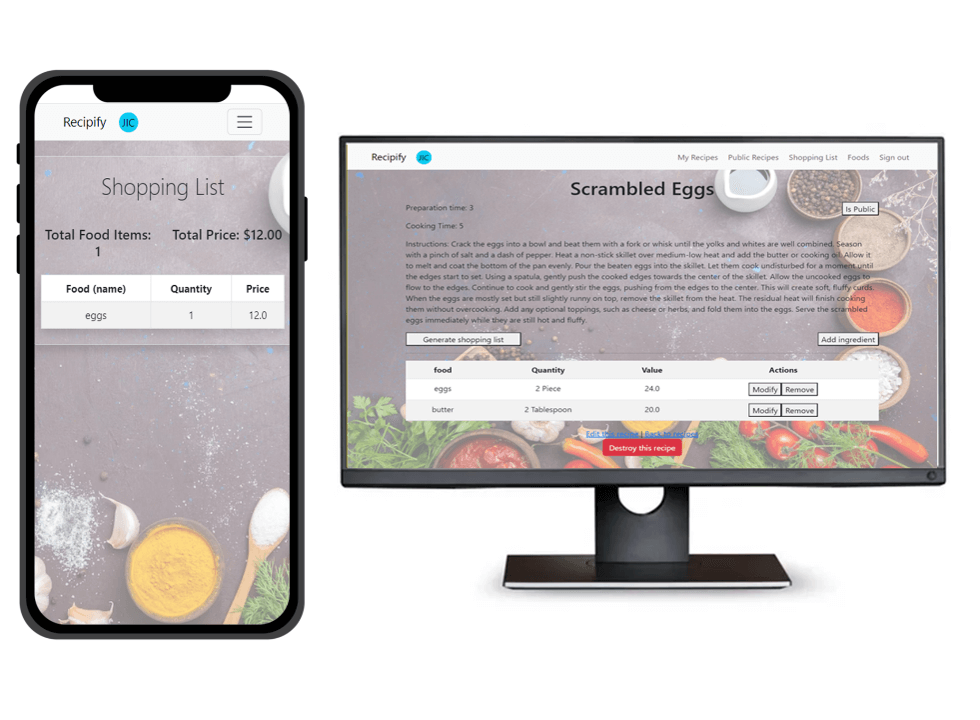 Recipify JIC
Shopping List
Total Food Items: 1
Total Price: $12.00
Food (name) Quantity Price
eggs 1 12.0
Recipify JIC My Recipes Public Recipes Shopping List Foods Sign out
Scrambled Eggs
Preparation time: 3
Is Public
Cooking Time: 5
Instructions: Crack the eggs into a bowl and beat them with a fork or whisk until the yolks and whites are well combined. Season
with a pinch of salt and a dash of pepper. Heat a non-stick skillet over medium-low heat and add the butter or cooking oil. Allow it
to melt and coat the bottom of the pan evenly. Pour the beaten eggs into the skillet. Let them cook undisturbed for a moment until
the edges start to set. Using a spatula, gently push the cooked edges towards the center of the skillet. Allow the uncooked eggs to
flow to the edges. Continue to cook and gently stir the eggs, pushing from the edges to the center. This will create soft, fluffy curds.
When the eggs are mostly set but still slightly runny on top, remove the skillet from the heat. The residual heat will finish cooking
them without overcooking. Add any optional toppings, such as cheese or herbs, and fold them into the eggs. Serve the scrambled
eggs immediately while they are still hot and fluffy.
Generate shopping list Add ingredient
food Quantity Value Actions
eggs 2 Piece 24.0 Modify Remove
butter 2 Tablespoon 20.0 Modify Remove
Edit this recipe | Back to recipes
Destroy this recipe